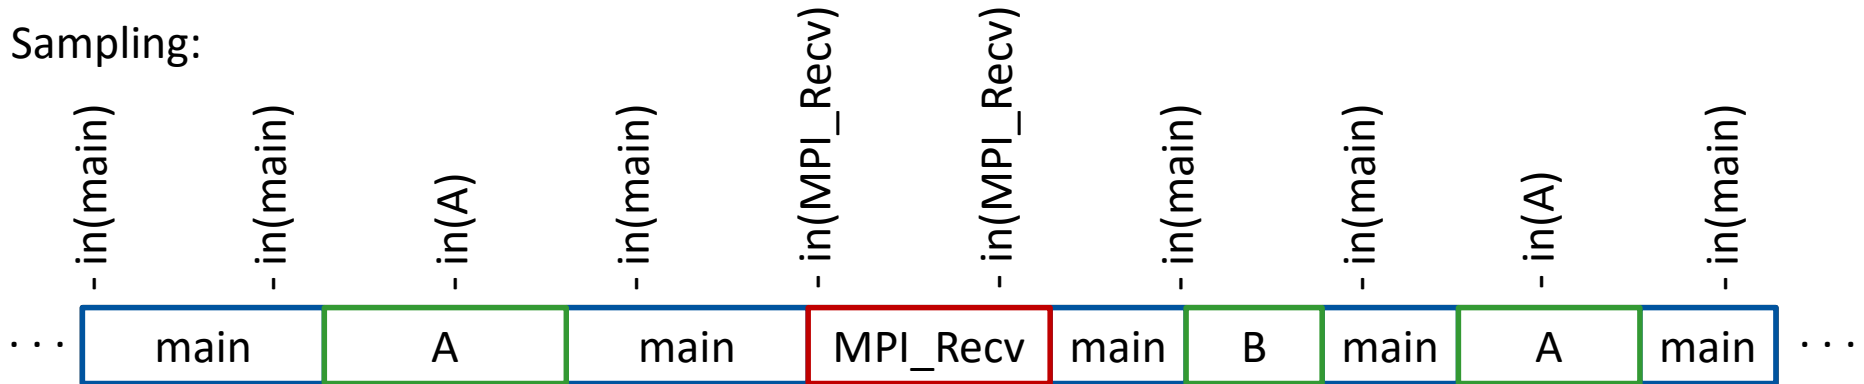 Sampling:
- in(main)
- in(main)
- in(A)
- in(main)
- in(MPI_Recv)
- in(MPI_Recv)
- in(main)
- in(main)
- in(A)
- in(main)
. . . main A main MPI_Recv main B main A main . . .